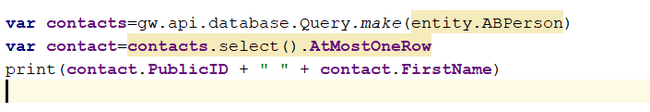 var contacts=gw.api.database.Query.make(entity.ABPerson)
var contact=contacts.select().AtMostOneRow
print(contact.PublicID + " " + contact.FirstName)